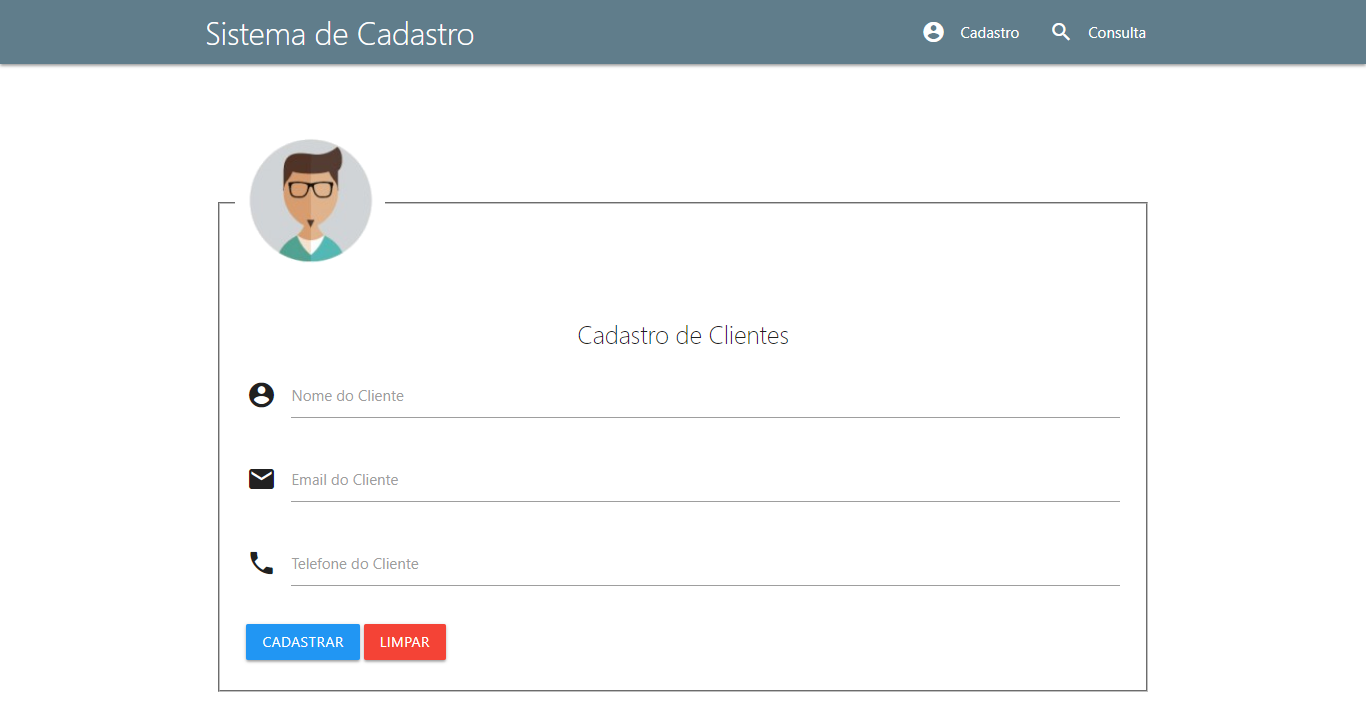 Sistema de Cadastro
Cadastro
Consulta
Cadastro de Clientes
Nome do Cliente
Email do Cliente
Telefone do Cliente
CADASTRAR
LIMPAR